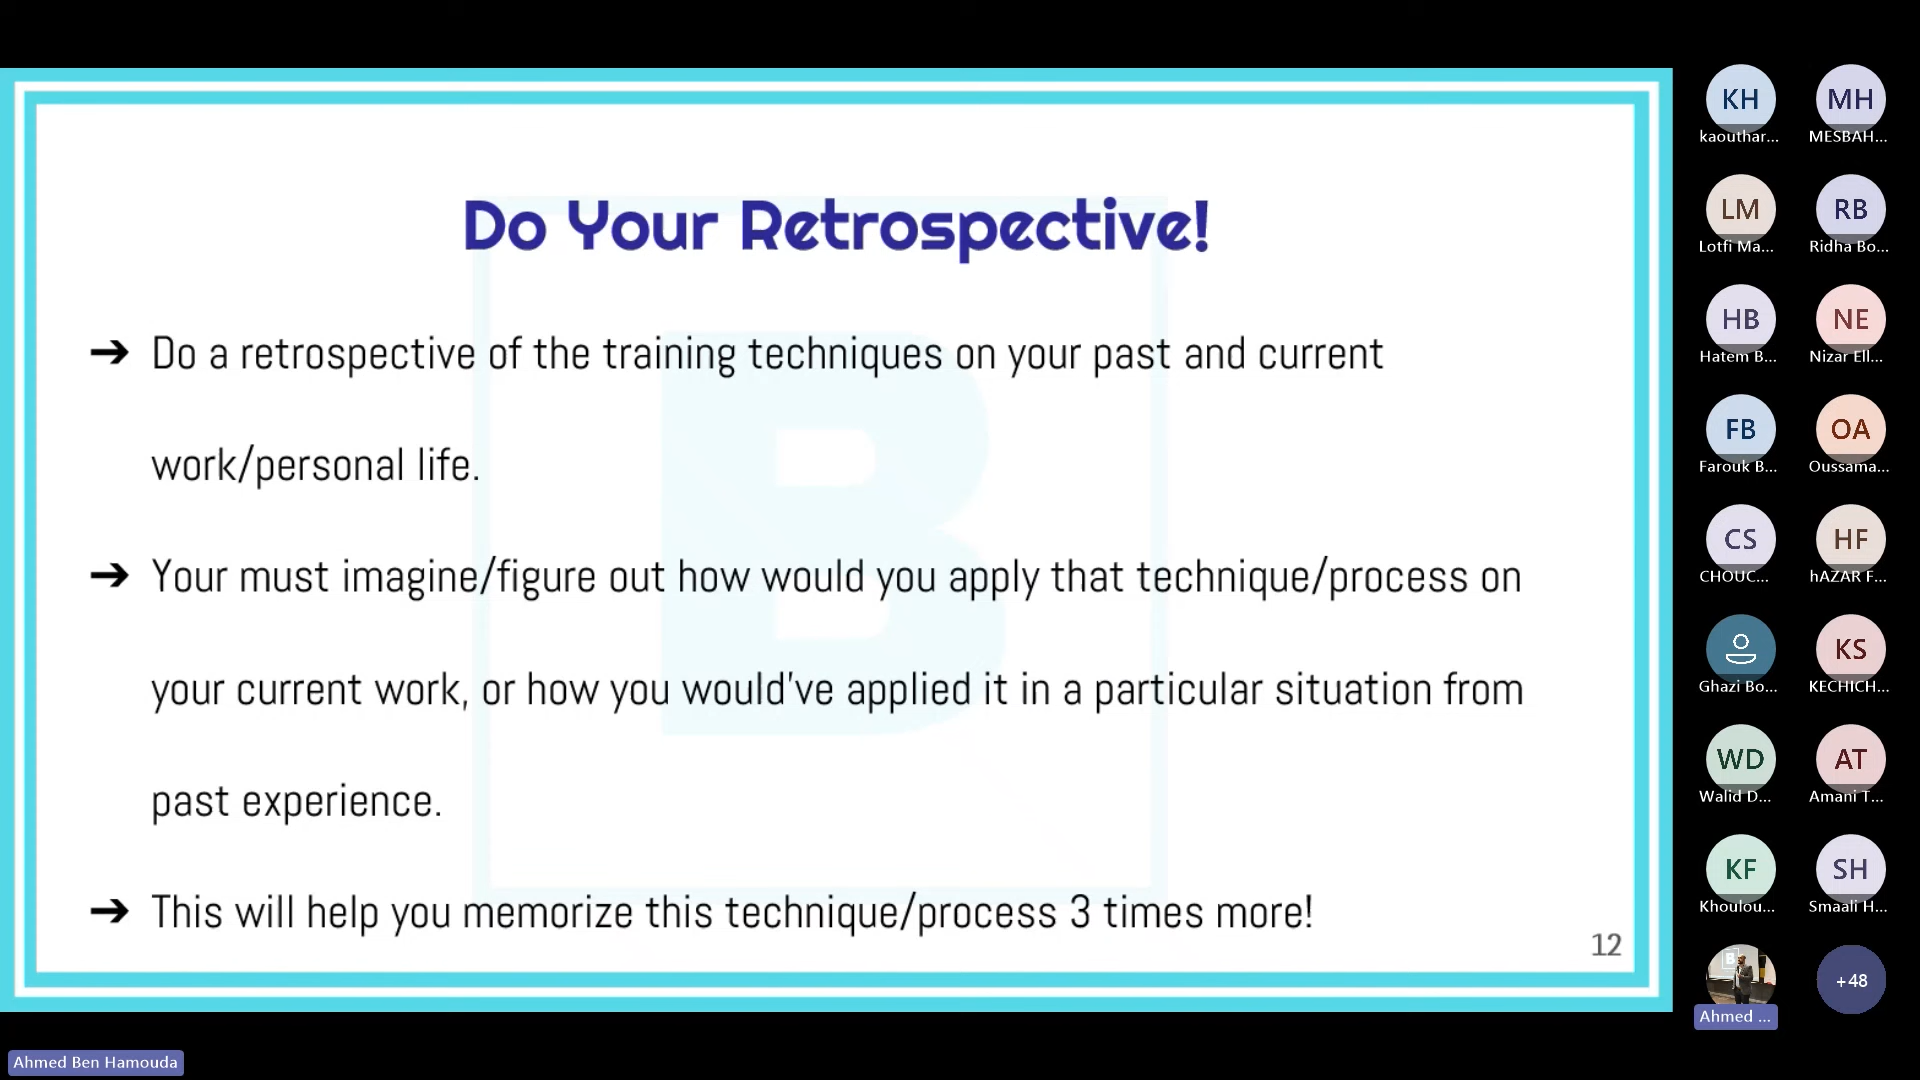 Do Your Retrospective!
➔ Do a retrospective of the training techniques on your past and current
work/personal life.
➔ Your must imagine/figure out how would you apply that technique/process on
your current work, or how you would've applied it in a particular situation from
past experience.
➔ This will help you memorize this technique/process 3 times more!
12
B
KH MH
kaouthar... MESBAH...
LM RB
Lotfi Ma... Ridha Bo...
HB NE
Hatem B... Nizar Ell...
FB OA
Farouk B... Oussama...
CS HF
CHOUC... hAZAR F...
KS
Ghazi Bo... KECHICH...
WD AT
Walid D... Amani T...
KF SH
Khoulou... Smaali H...
B
+48
Ahmed ...
Ahmed Ben Hamouda